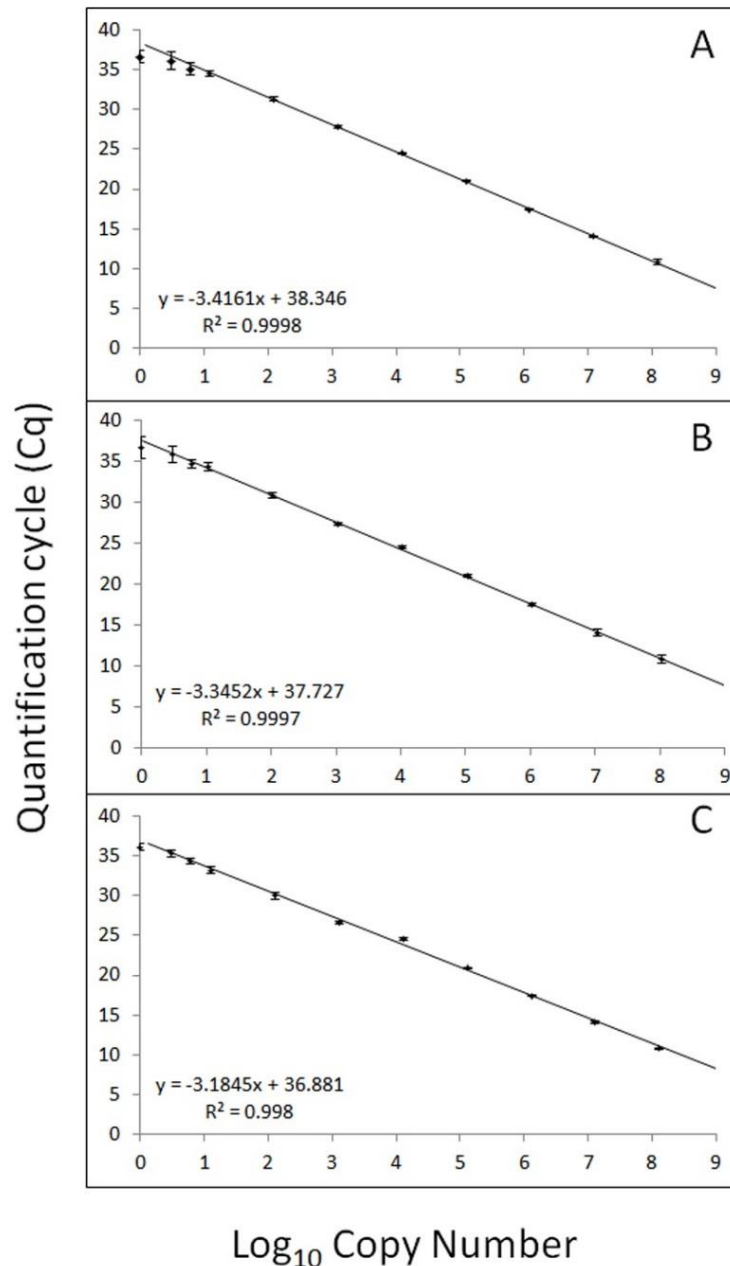 Quantification cycle (Cq)
A
40
35
30
25
20
15
10
5
0
y = -3.4161x + 38.346
R² = 0.9998
0 1 2 3 4 5 6 7 8 9
B
40
35
30
25
20
15
10
5
0
y = -3.3452x + 37.727
R² = 0.9997
0 1 2 3 4 5 6 7 8 9
C
40
35
30
25
20
15
10
5
0
y = -3.1845x + 36.881
R² = 0.998
0 1 2 3 4 5 6 7 8 9
Log₁₀ Copy Number